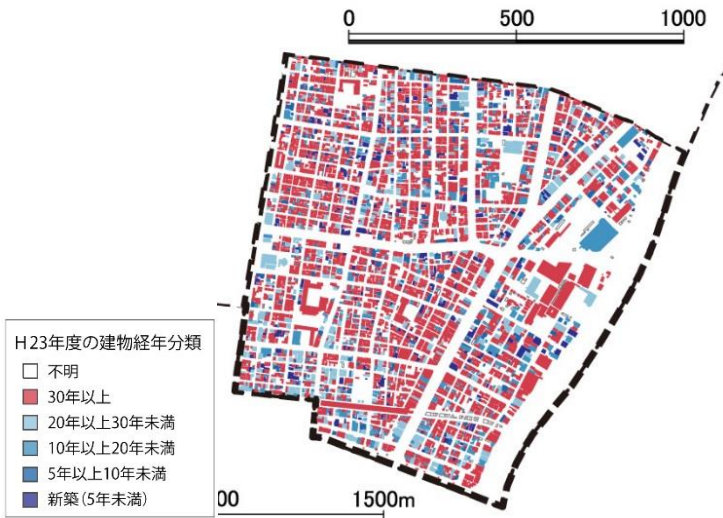 0 500 1000
H23年度の建物経年分類
不明
30年以上
20年以上30年未満
10年以上20年未満
5年以上10年未満
新築(5年未満)
00 1500m